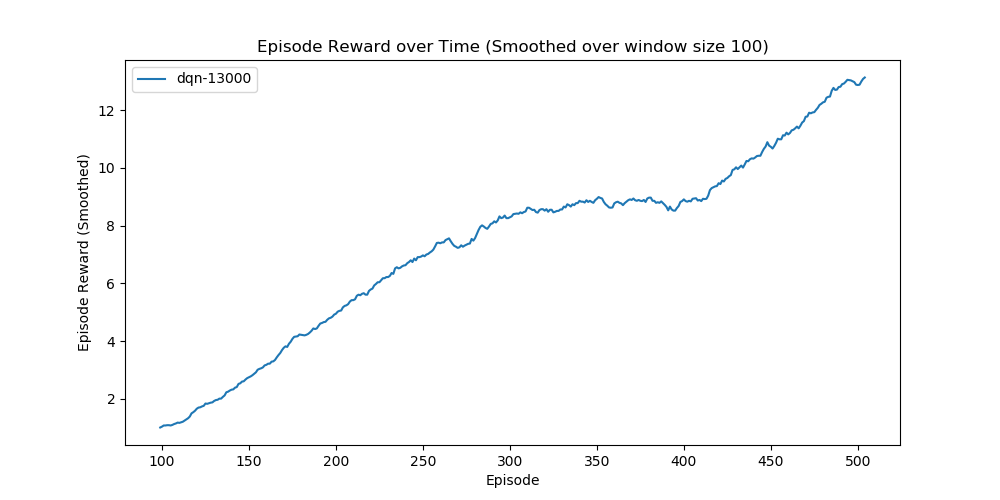 Episode Reward over Time (Smoothed over window size 100)
dqn-13000
Episode Reward (Smoothed)
12
10
8
6
4
2
100 150 200 250 300 350 400 450 500
Episode